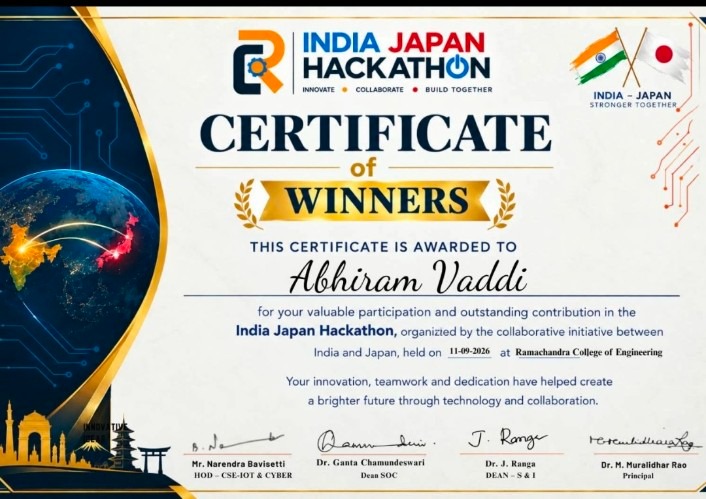 INDIA JAPAN
HACKATHON
INNOVATE • COLLABORATE • BUILD TOGETHER
INDIA – JAPAN
STRONGER TOGETHER
CERTIFICATE
of
WINNERS
THIS CERTIFICATE IS AWARDED TO
Abhiram Vaddi
for your valuable participation and outstanding contribution in the
India Japan Hackathon, organized by the collaborative initiative between
India and Japan, held on 11-09-2026 at Ramachandra College of Engineering
Your innovation, teamwork and dedication have helped create
a brighter future through technology and collaboration.
INNOVATIVE
J. Ranga
Mr. Narendra Bavisetti
HOD – CSE-IOT & CYBER
Dr. Ganta Chamundeswari
Dean SOC
Dr. J. Ranga
DEAN – S & I
Dr. M. Muralidhar Rao
Principal